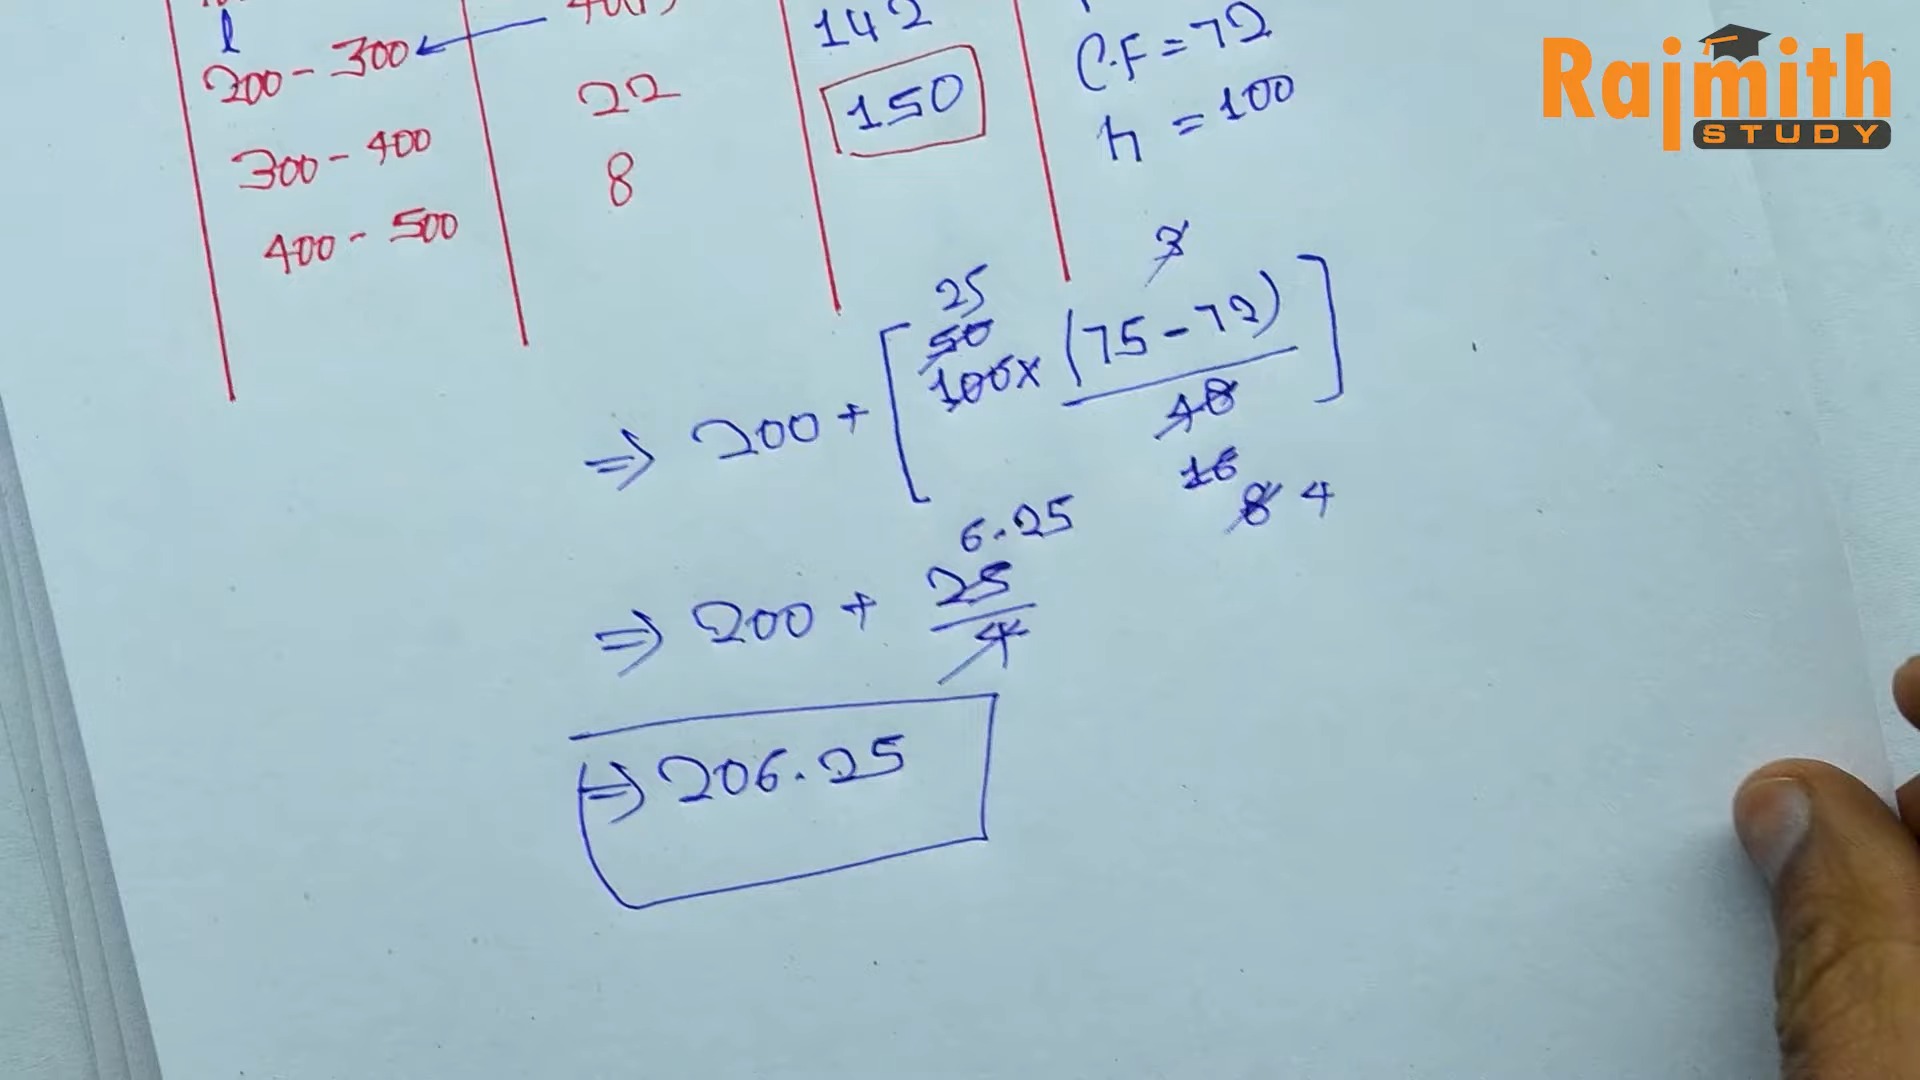 l
200 - 300
22
142
C.F = 72
300 - 400
8
150
h = 100
400 - 500
Rajmith
STUDY
3
25
50
⇒ 200 + [ 100 × (75 - 72) ]
48
16
8 4
6.25
⇒ 200 + 25
4
⇒ 206.25